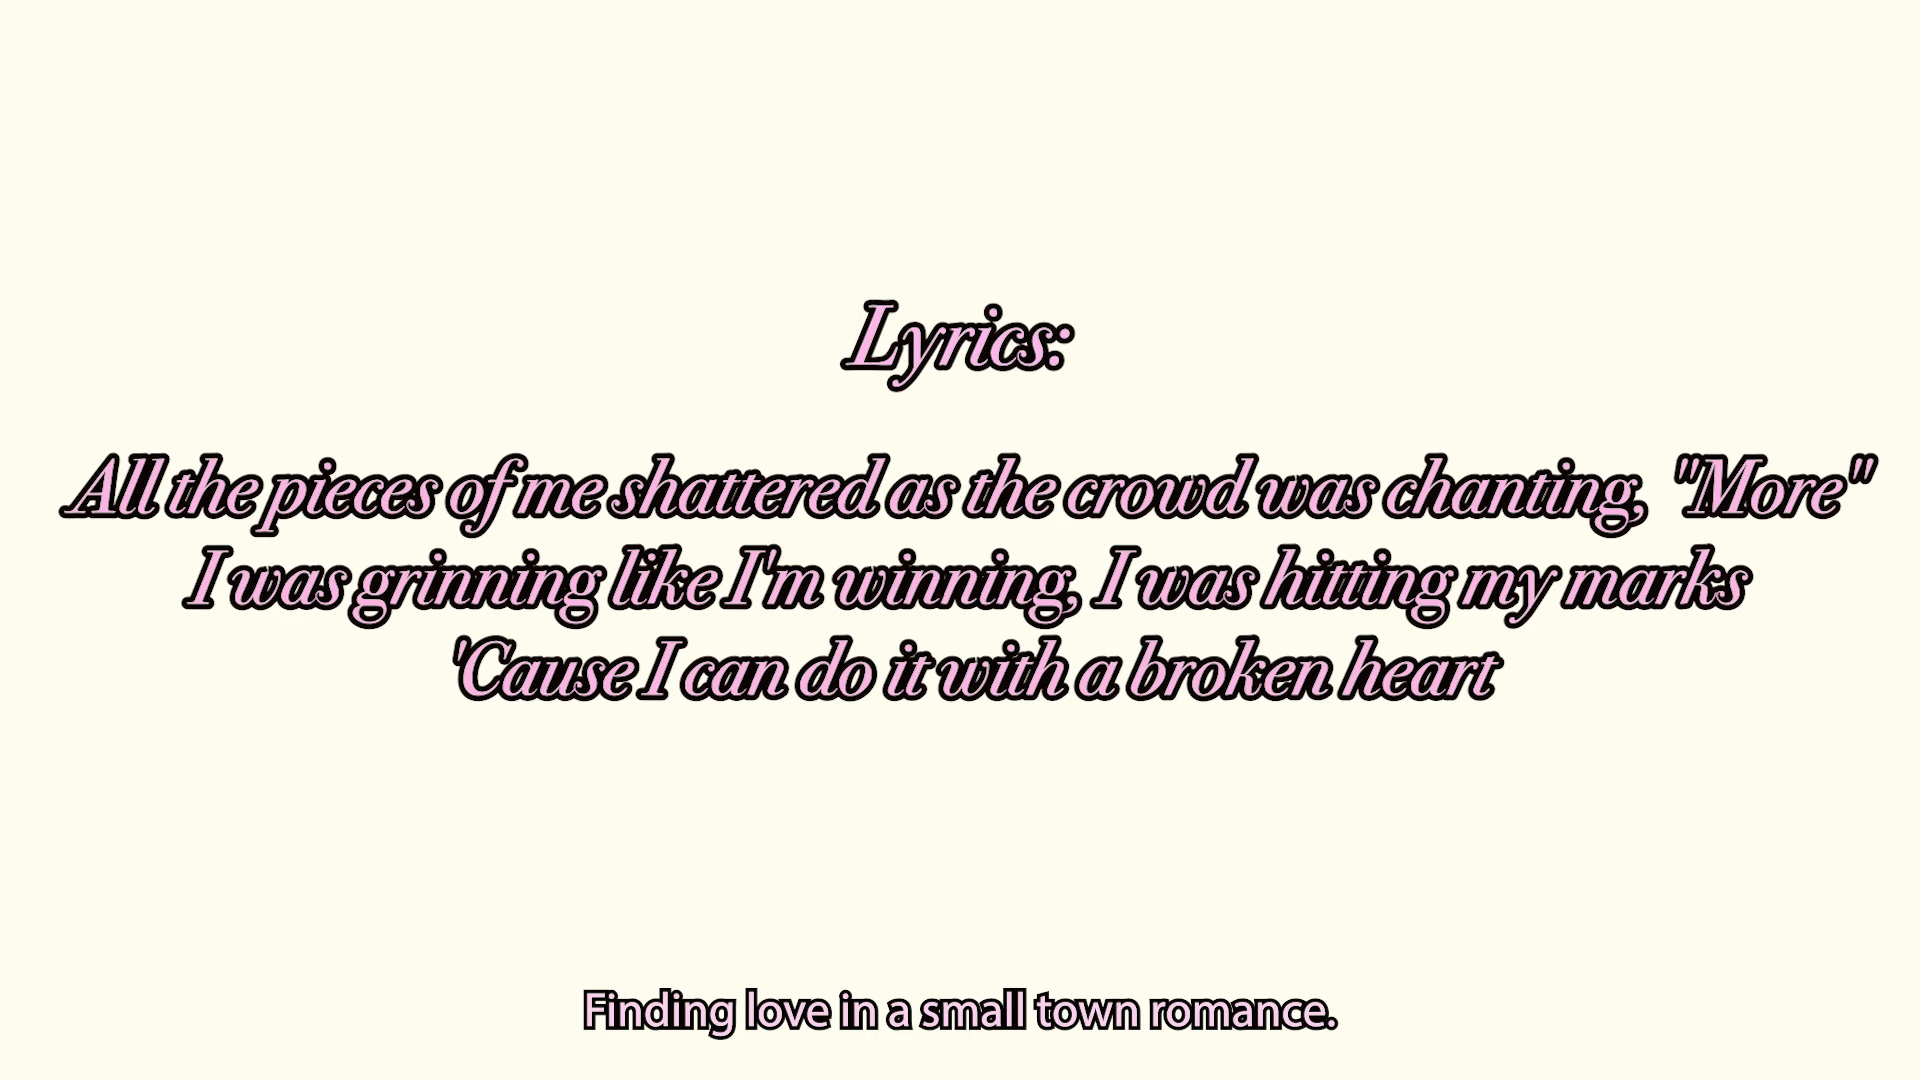 Lyrics:
All the pieces of me shattered as the crowd was chanting, "More"
I was grinning like I'm winning, I was hitting my marks
'Cause I can do it with a broken heart
Finding love in a small town romance.